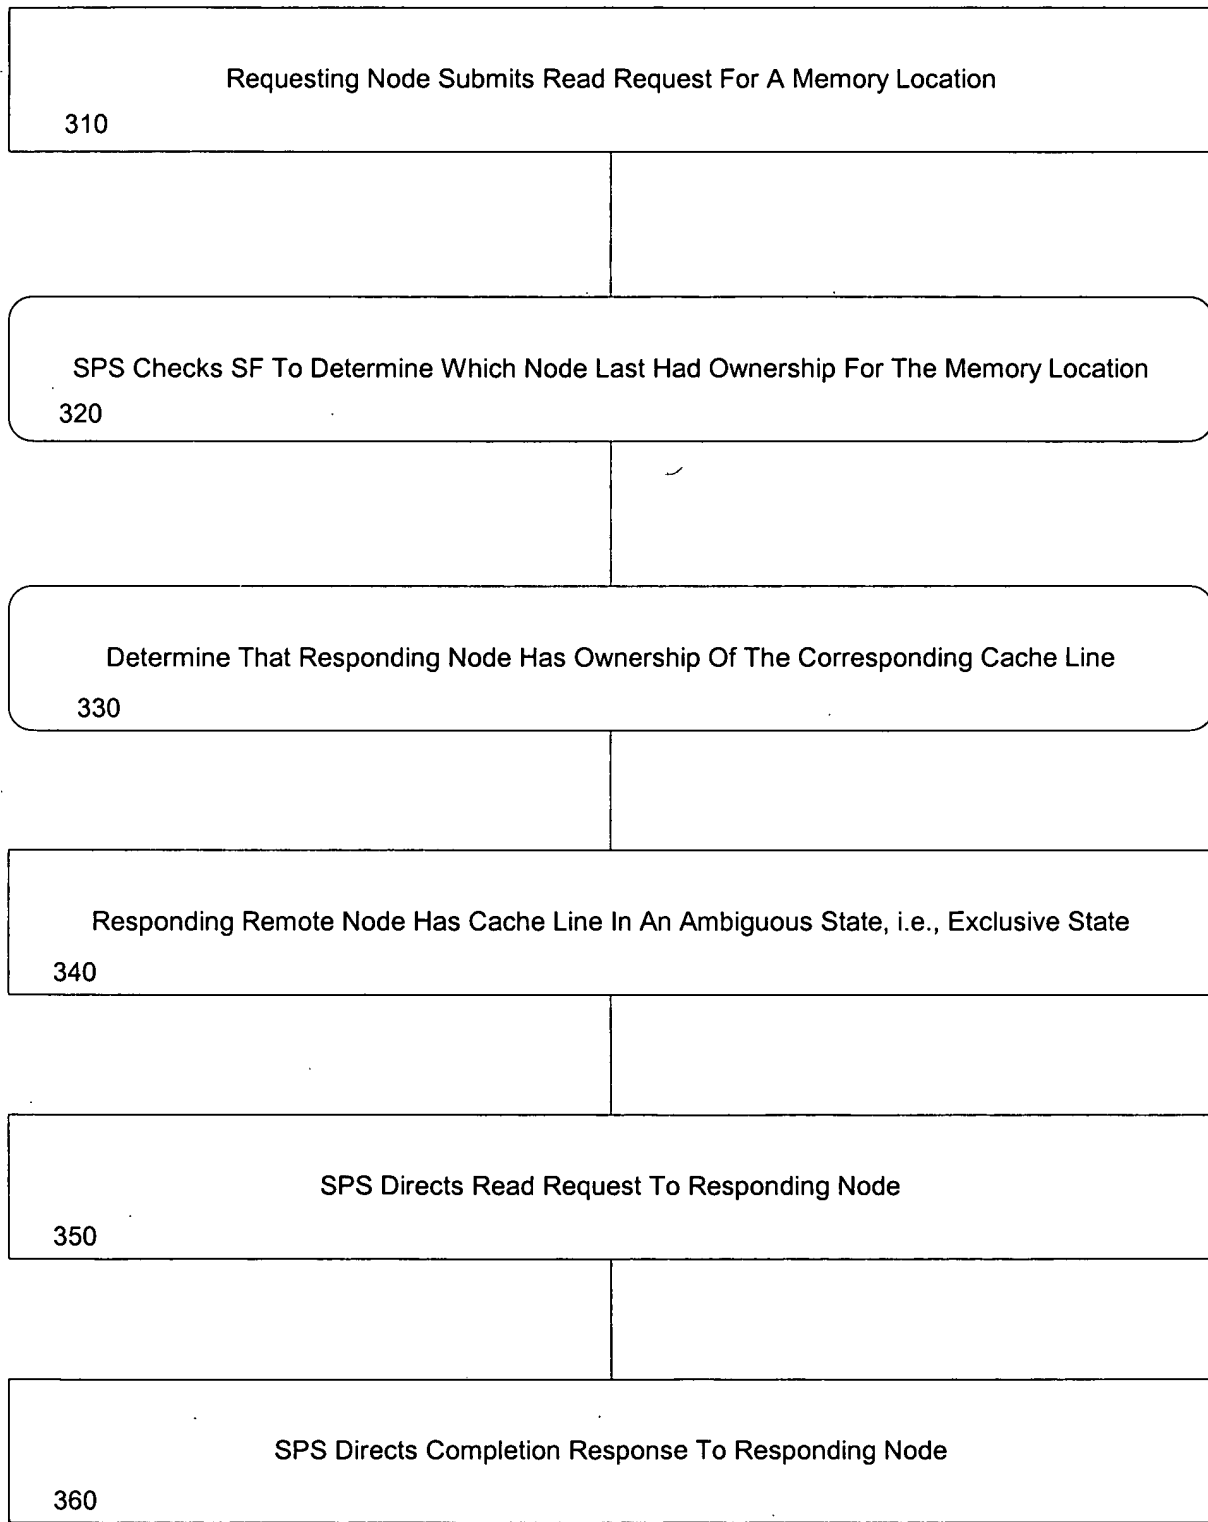 Requesting Node Submits Read Request For A Memory Location
310
SPS Checks SF To Determine Which Node Last Had Ownership For The Memory Location
320
Determine That Responding Node Has Ownership Of The Corresponding Cache Line
330
Responding Remote Node Has Cache Line In An Ambiguous State, i.e., Exclusive State
340
SPS Directs Read Request To Responding Node
350
SPS Directs Completion Response To Responding Node
360